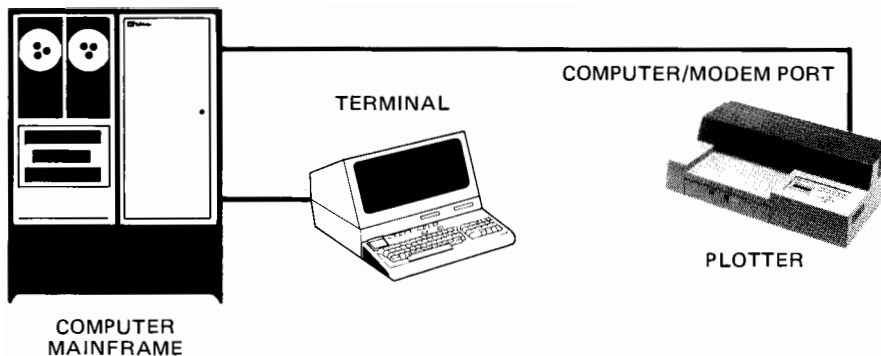 TERMINAL
COMPUTER/MODEM PORT
PLOTTER
COMPUTER
MAINFRAME